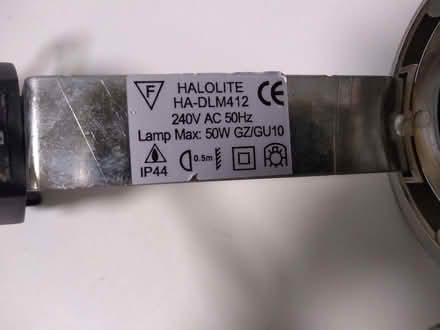 F
HALOLITE
HA-DLM412
240V AC 50Hz
Lamp Max: 50W GZ/GU10
IP44
0.5m
CE